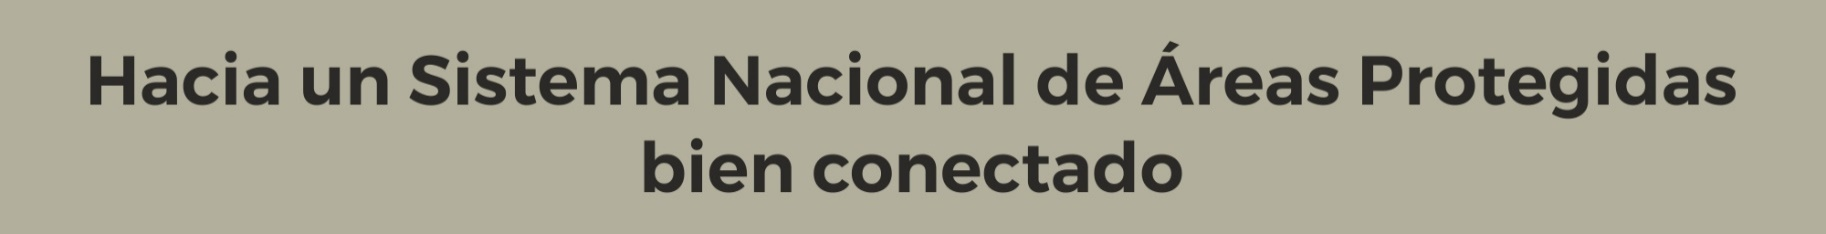 Hacia un Sistema Nacional de Áreas Protegidas
bien conectado